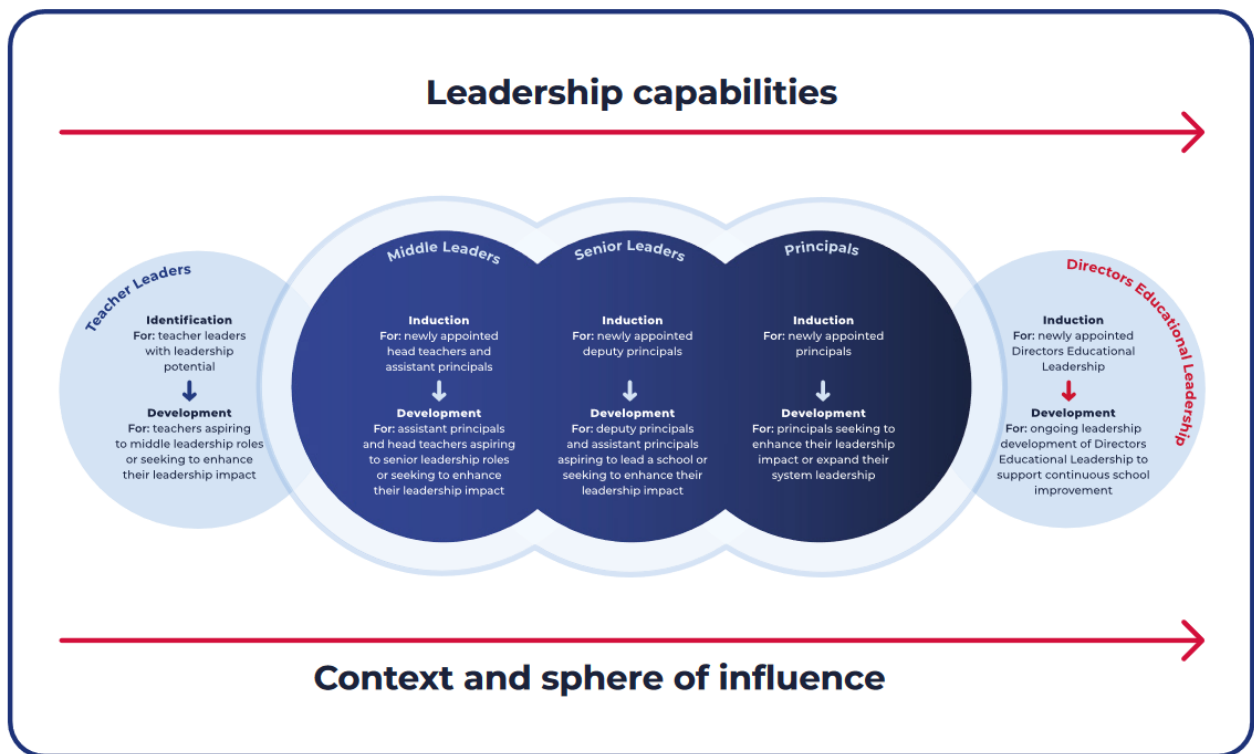 Leadership capabilities
Teacher Leaders
Identification
For: teacher leaders
with leadership
potential
Development
For: teachers aspiring
to middle leadership roles
or seeking to enhance
their leadership impact
Middle Leaders
Induction
For: newly appointed
head teachers and
assistant principals
Development
For: assistant principals
and head teachers aspiring
to senior leadership roles
or seeking to enhance
their leadership impact
Senior Leaders
Induction
For: newly appointed
deputy principals
Development
For: deputy principals
and assistant principals
aspiring to lead a school or
seeking to enhance their
leadership impact
Principals
Induction
For: newly appointed
principals
Development
For: principals seeking to
enhance their leadership
impact or expand their
system leadership
Directors Educational Leadership
Induction
For: newly appointed
Directors Educational
Leadership
Development
For: ongoing leadership
development of Directors
Educational Leadership to
support continuous school
improvement
Context and sphere of influence